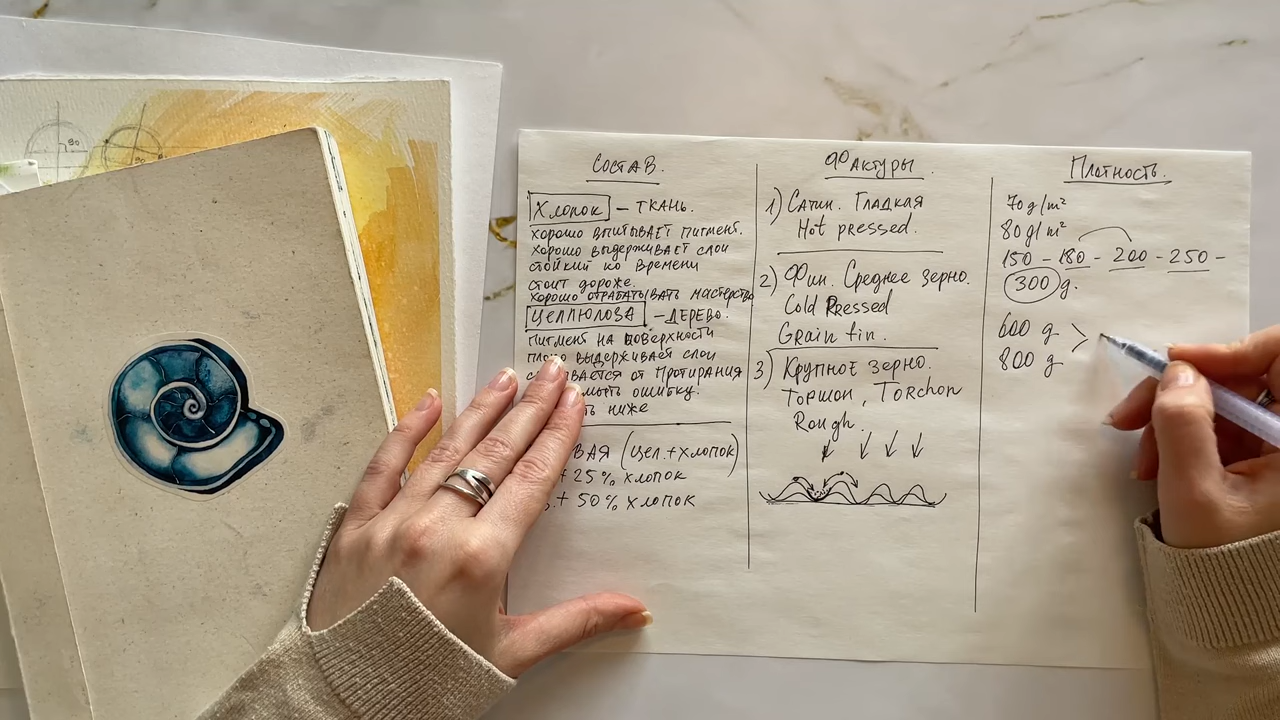 Состав.
Хлопок – ткань.
хорошо впитывает пигмент.
хорошо выдерживает слои
стойкий ко времени
стоит дороже.
хорошо отрабатывать мастерство
Целлюлоза – дерево.
пигмент на поверхности
плохо выдерживает слои
от протирания
смыть ошибку.
ниже
(цел.+хлопок)
+ 25% хлопок
+ 50% хлопок
Фактуры.
1) Сатин. Гладкая
Hot pressed.
2) Фин. Среднее зерно.
Cold Pressed
Grain fin.
3) Крупное зерно.
Торшон, Torchon
Rough.
Плотность.
70 g/m²
80 g/m²
150 – 180 – 200 – 250 –
300 g.
600 g
800 g
80